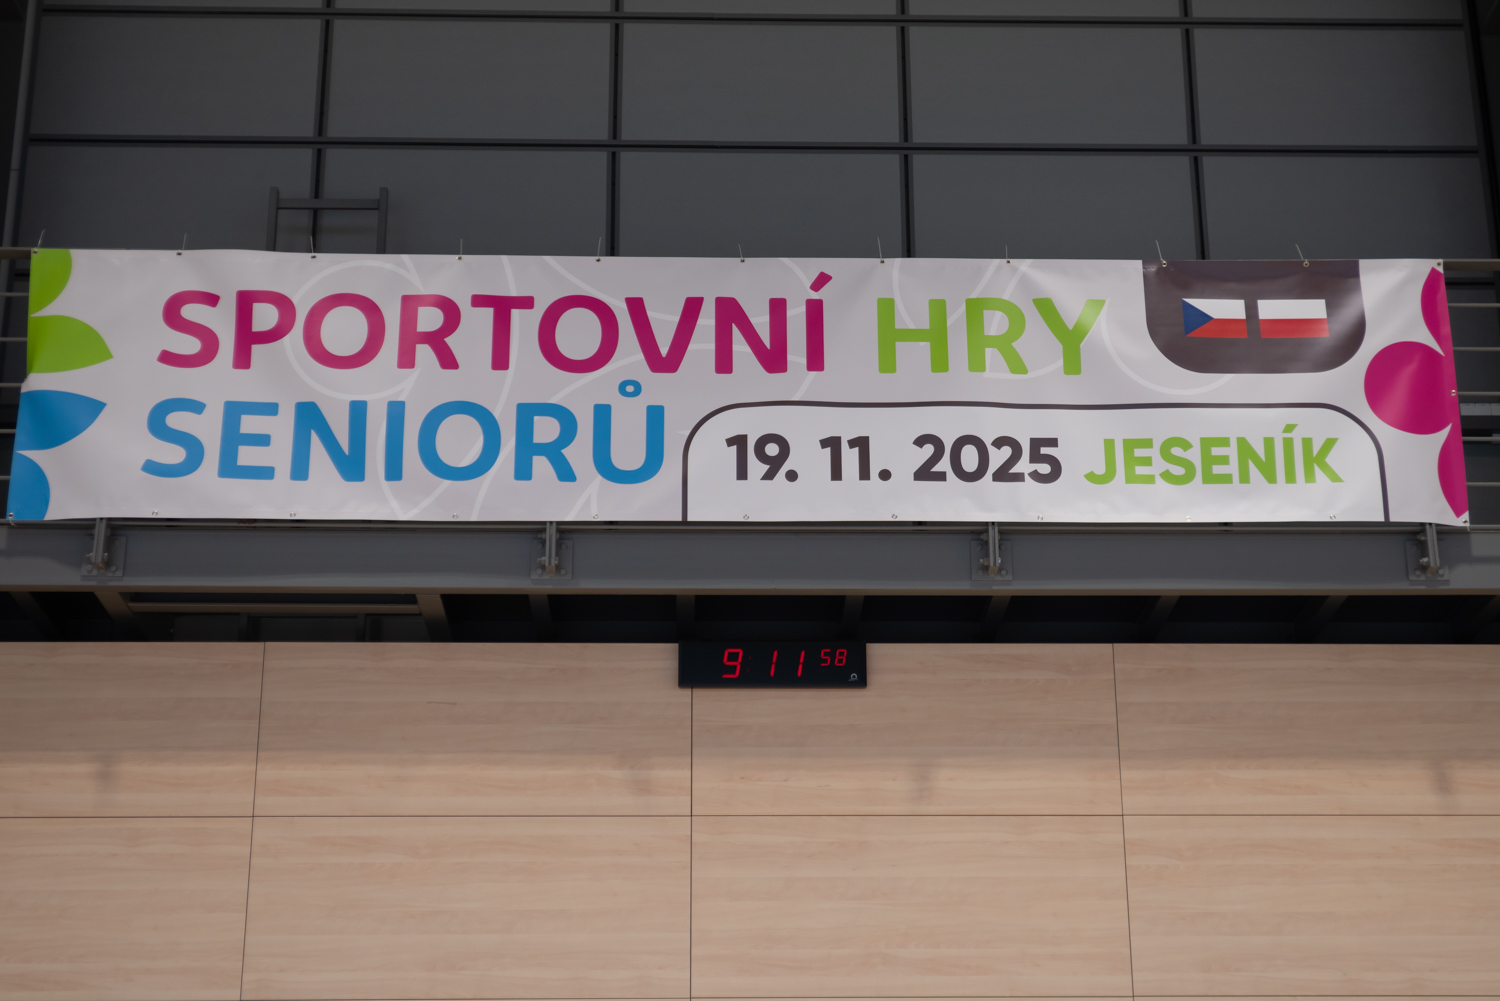 SPORTOVNÍ HRY
SENIORŮ
19. 11. 2025 JESENÍK
9 11 58